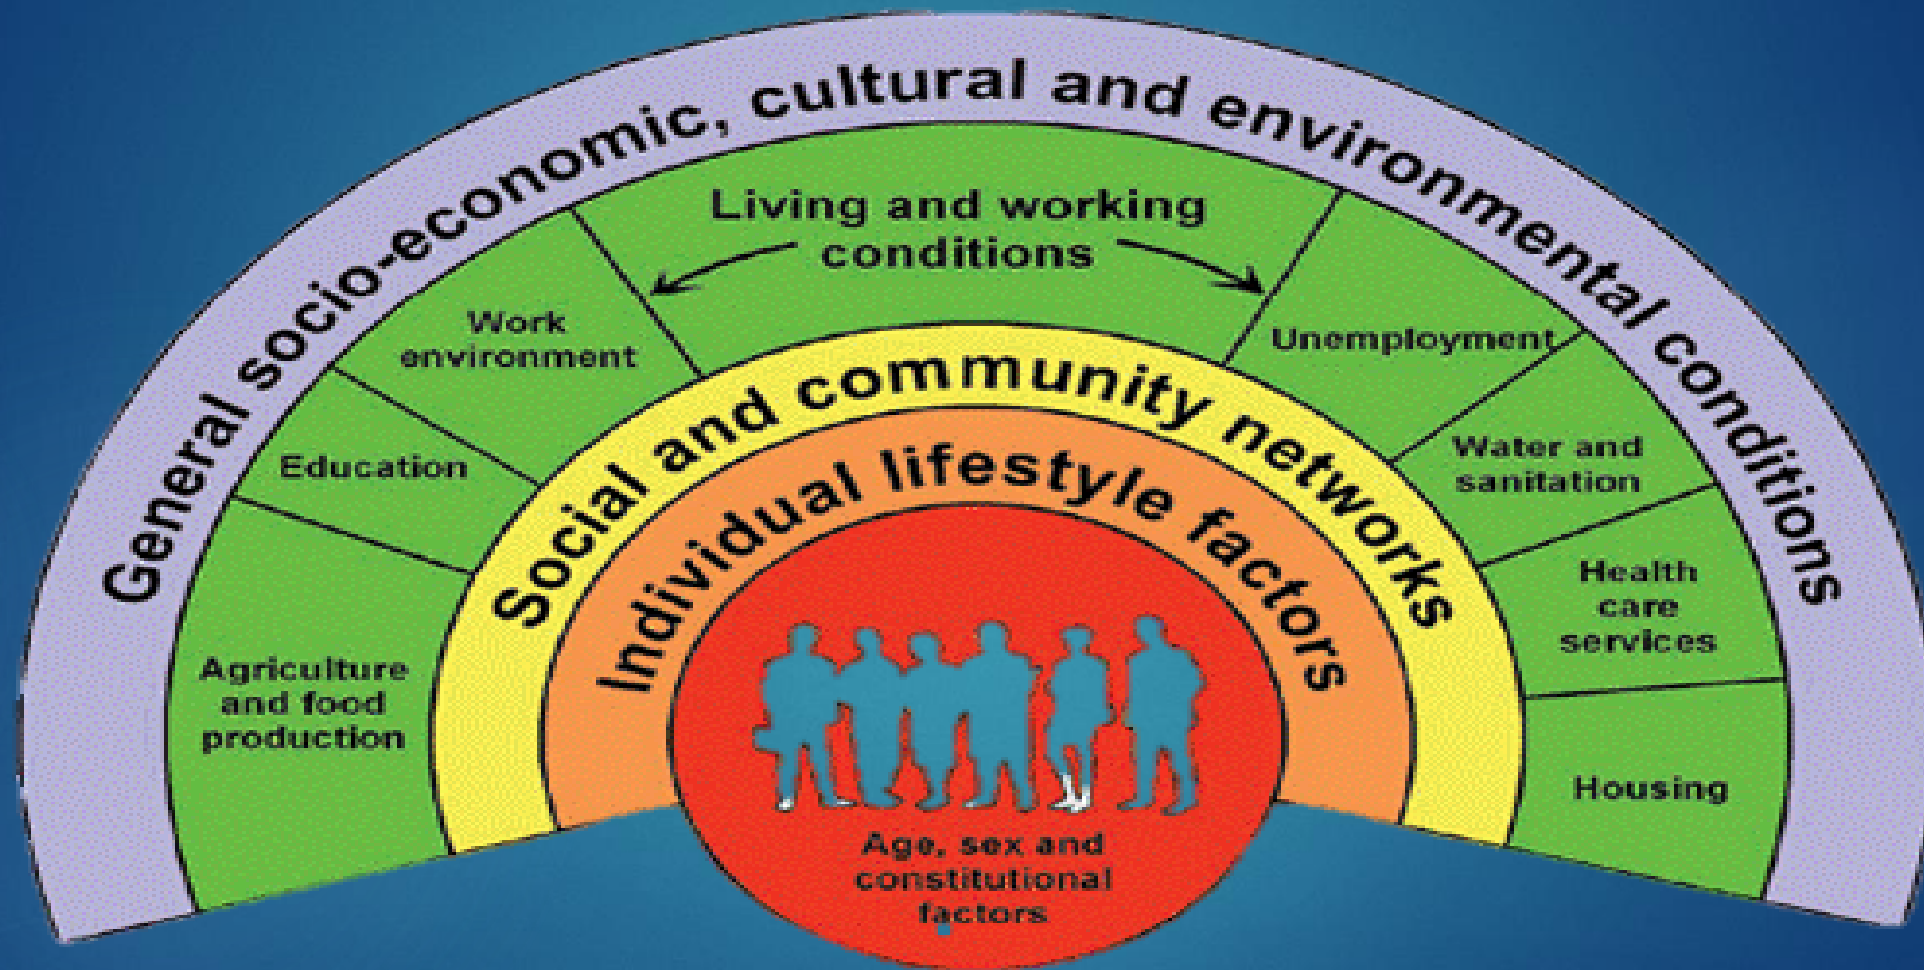 General socio-economic, cultural and environmental conditions
Living and working
conditions
Work
environment
Unemployment
Education
Water and
sanitation
Agriculture
and food
production
Health
care
services
Housing
Social and community networks
Individual lifestyle factors
Age, sex and
constitutional
factors